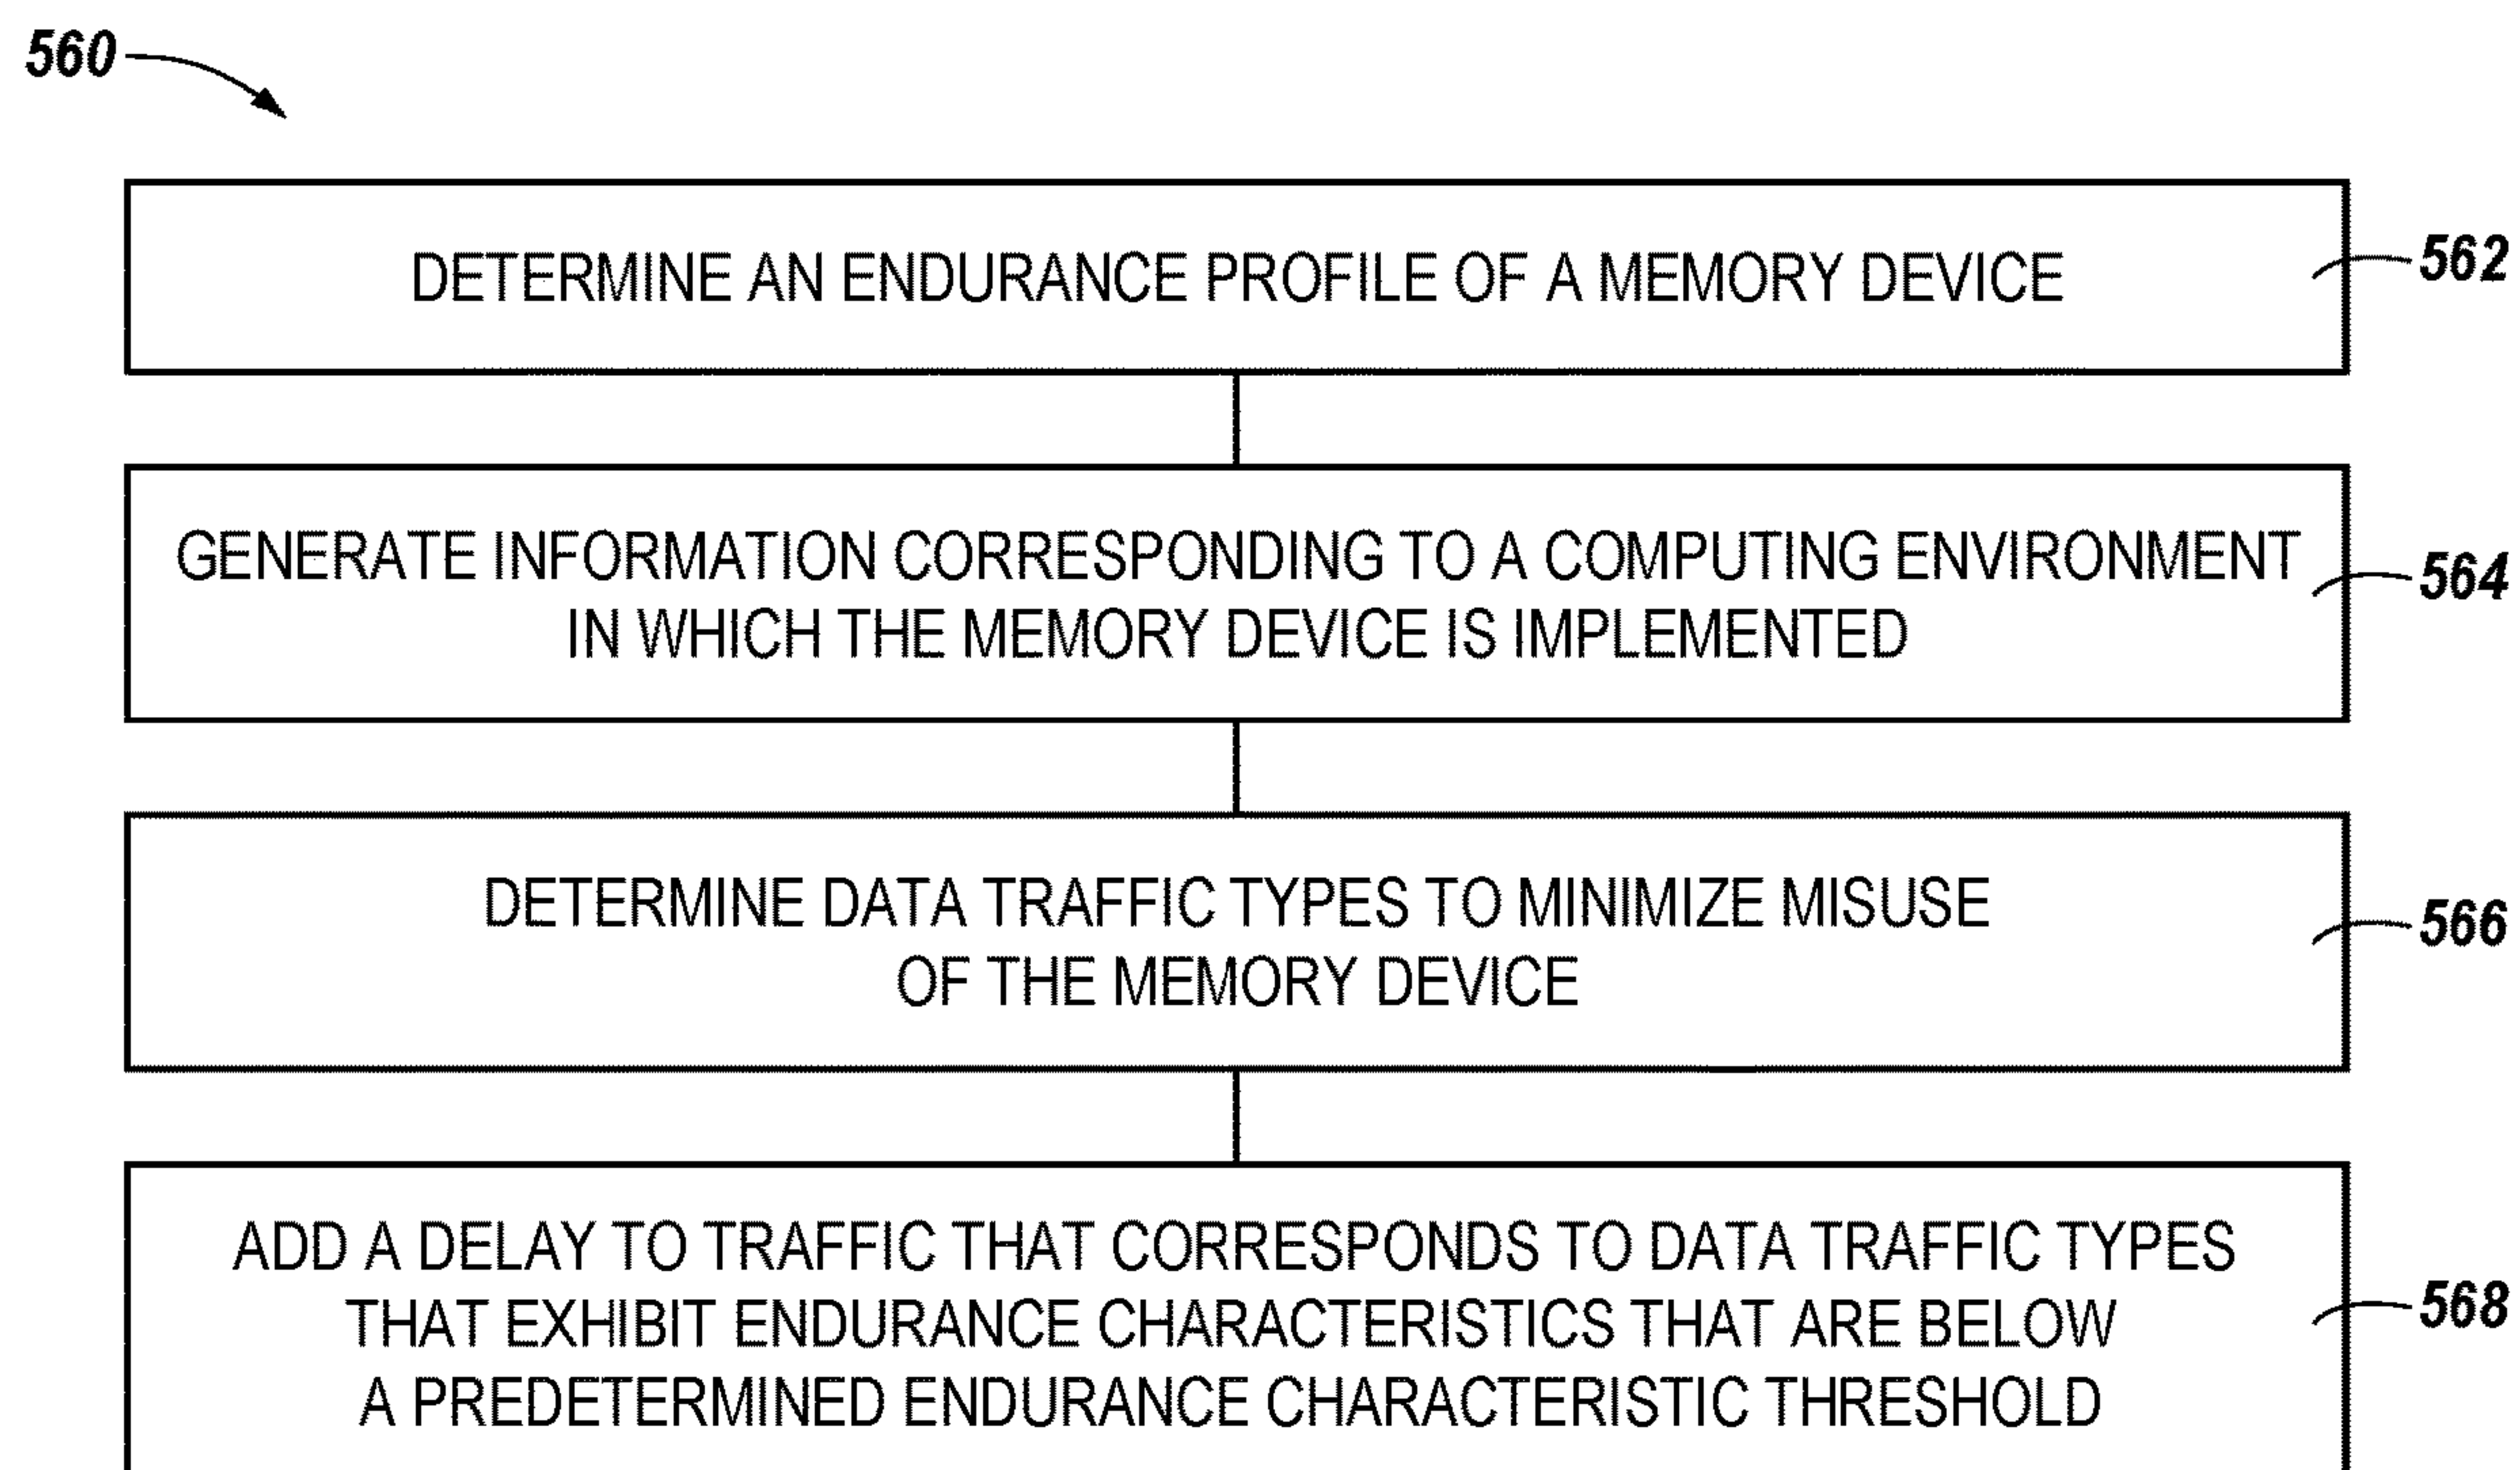 560
DETERMINE AN ENDURANCE PROFILE OF A MEMORY DEVICE
562
GENERATE INFORMATION CORRESPONDING TO A COMPUTING ENVIRONMENT
IN WHICH THE MEMORY DEVICE IS IMPLEMENTED
564
DETERMINE DATA TRAFFIC TYPES TO MINIMIZE MISUSE
OF THE MEMORY DEVICE
566
ADD A DELAY TO TRAFFIC THAT CORRESPONDS TO DATA TRAFFIC TYPES
THAT EXHIBIT ENDURANCE CHARACTERISTICS THAT ARE BELOW
A PREDETERMINED ENDURANCE CHARACTERISTIC THRESHOLD
568